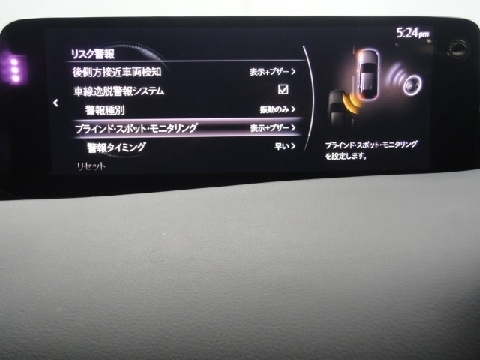 5:24pm
リスク警報
後側方接近車両検知 表示+ブザー
車線逸脱警報システム
警報種別 振動のみ
ブラインド・スポット・モニタリング 表示+ブザー
警報タイミング 早い
リセット
ブラインド・スポット・モニタリング
を設定します。